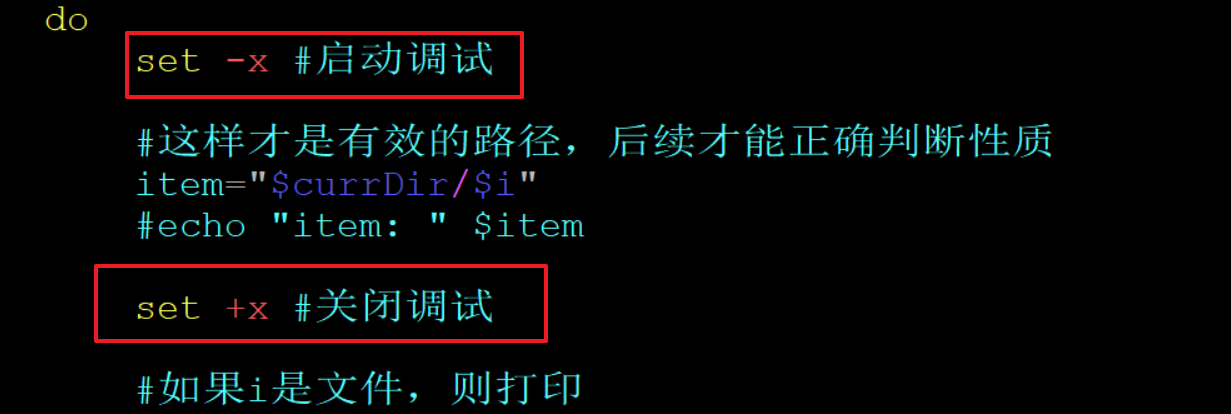 do
set -x #启动调试
#这样才是有效的路径，后续才能正确判断性质
item="$currDir/$i"
#echo "item: " $item
set +x #关闭调试
#如果i是文件，则打印